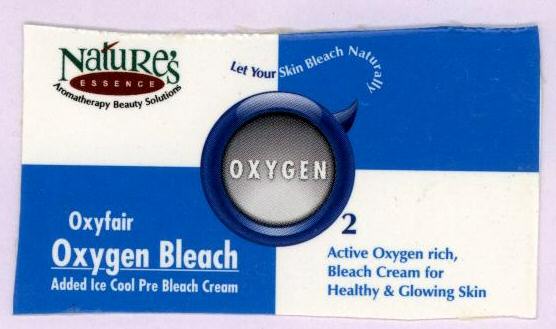 Nature's
ESSENCE
Aromatherapy Beauty Solutions
Let Your Skin Bleach Naturally
OXYGEN
2
Oxyfair
Oxygen Bleach
Added Ice Cool Pre Bleach Cream
Active Oxygen rich,
Bleach Cream for
Healthy & Glowing Skin